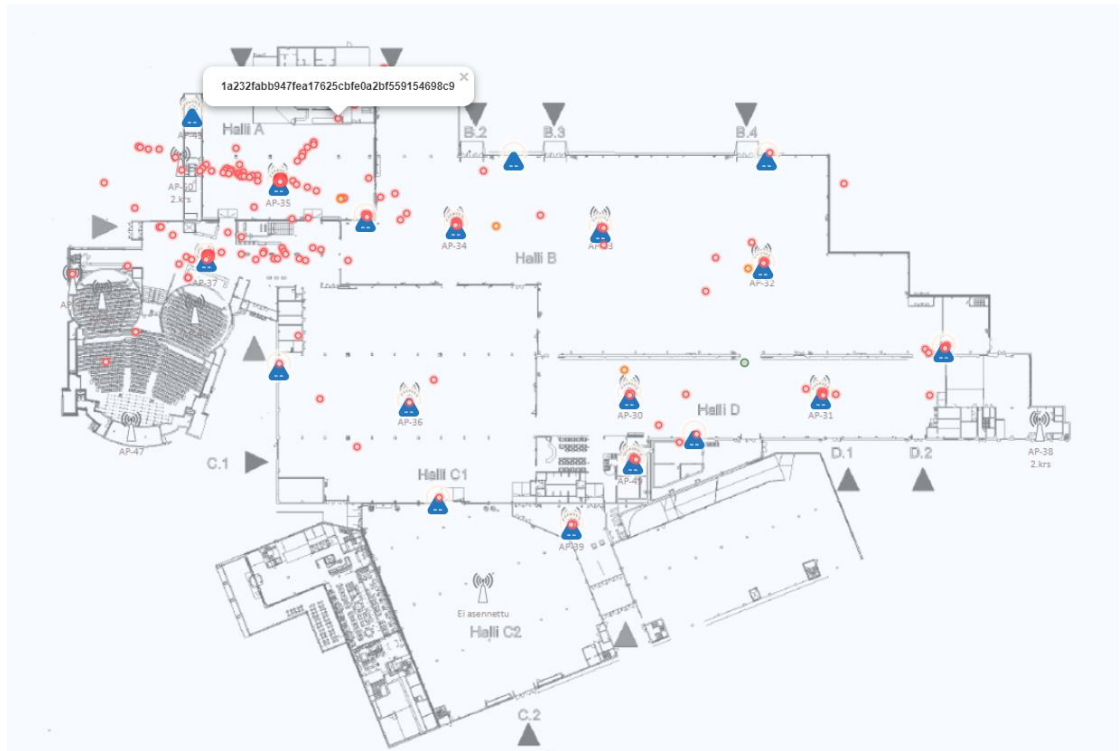 1a232fabb947fea17625cbfe0a2bf559154698c9
×
Halli A
B.2
B.3
B.4
2.krs
AP-35
AP-34
AP-32
Halli B
AP-37
AP-36
AP-30
AP-31
Halli D
AP-47
C.1
AP-38
2.krs
D.1
D.2
Halli C1
AP-39
Ei asennettu
Halli C2
C.2